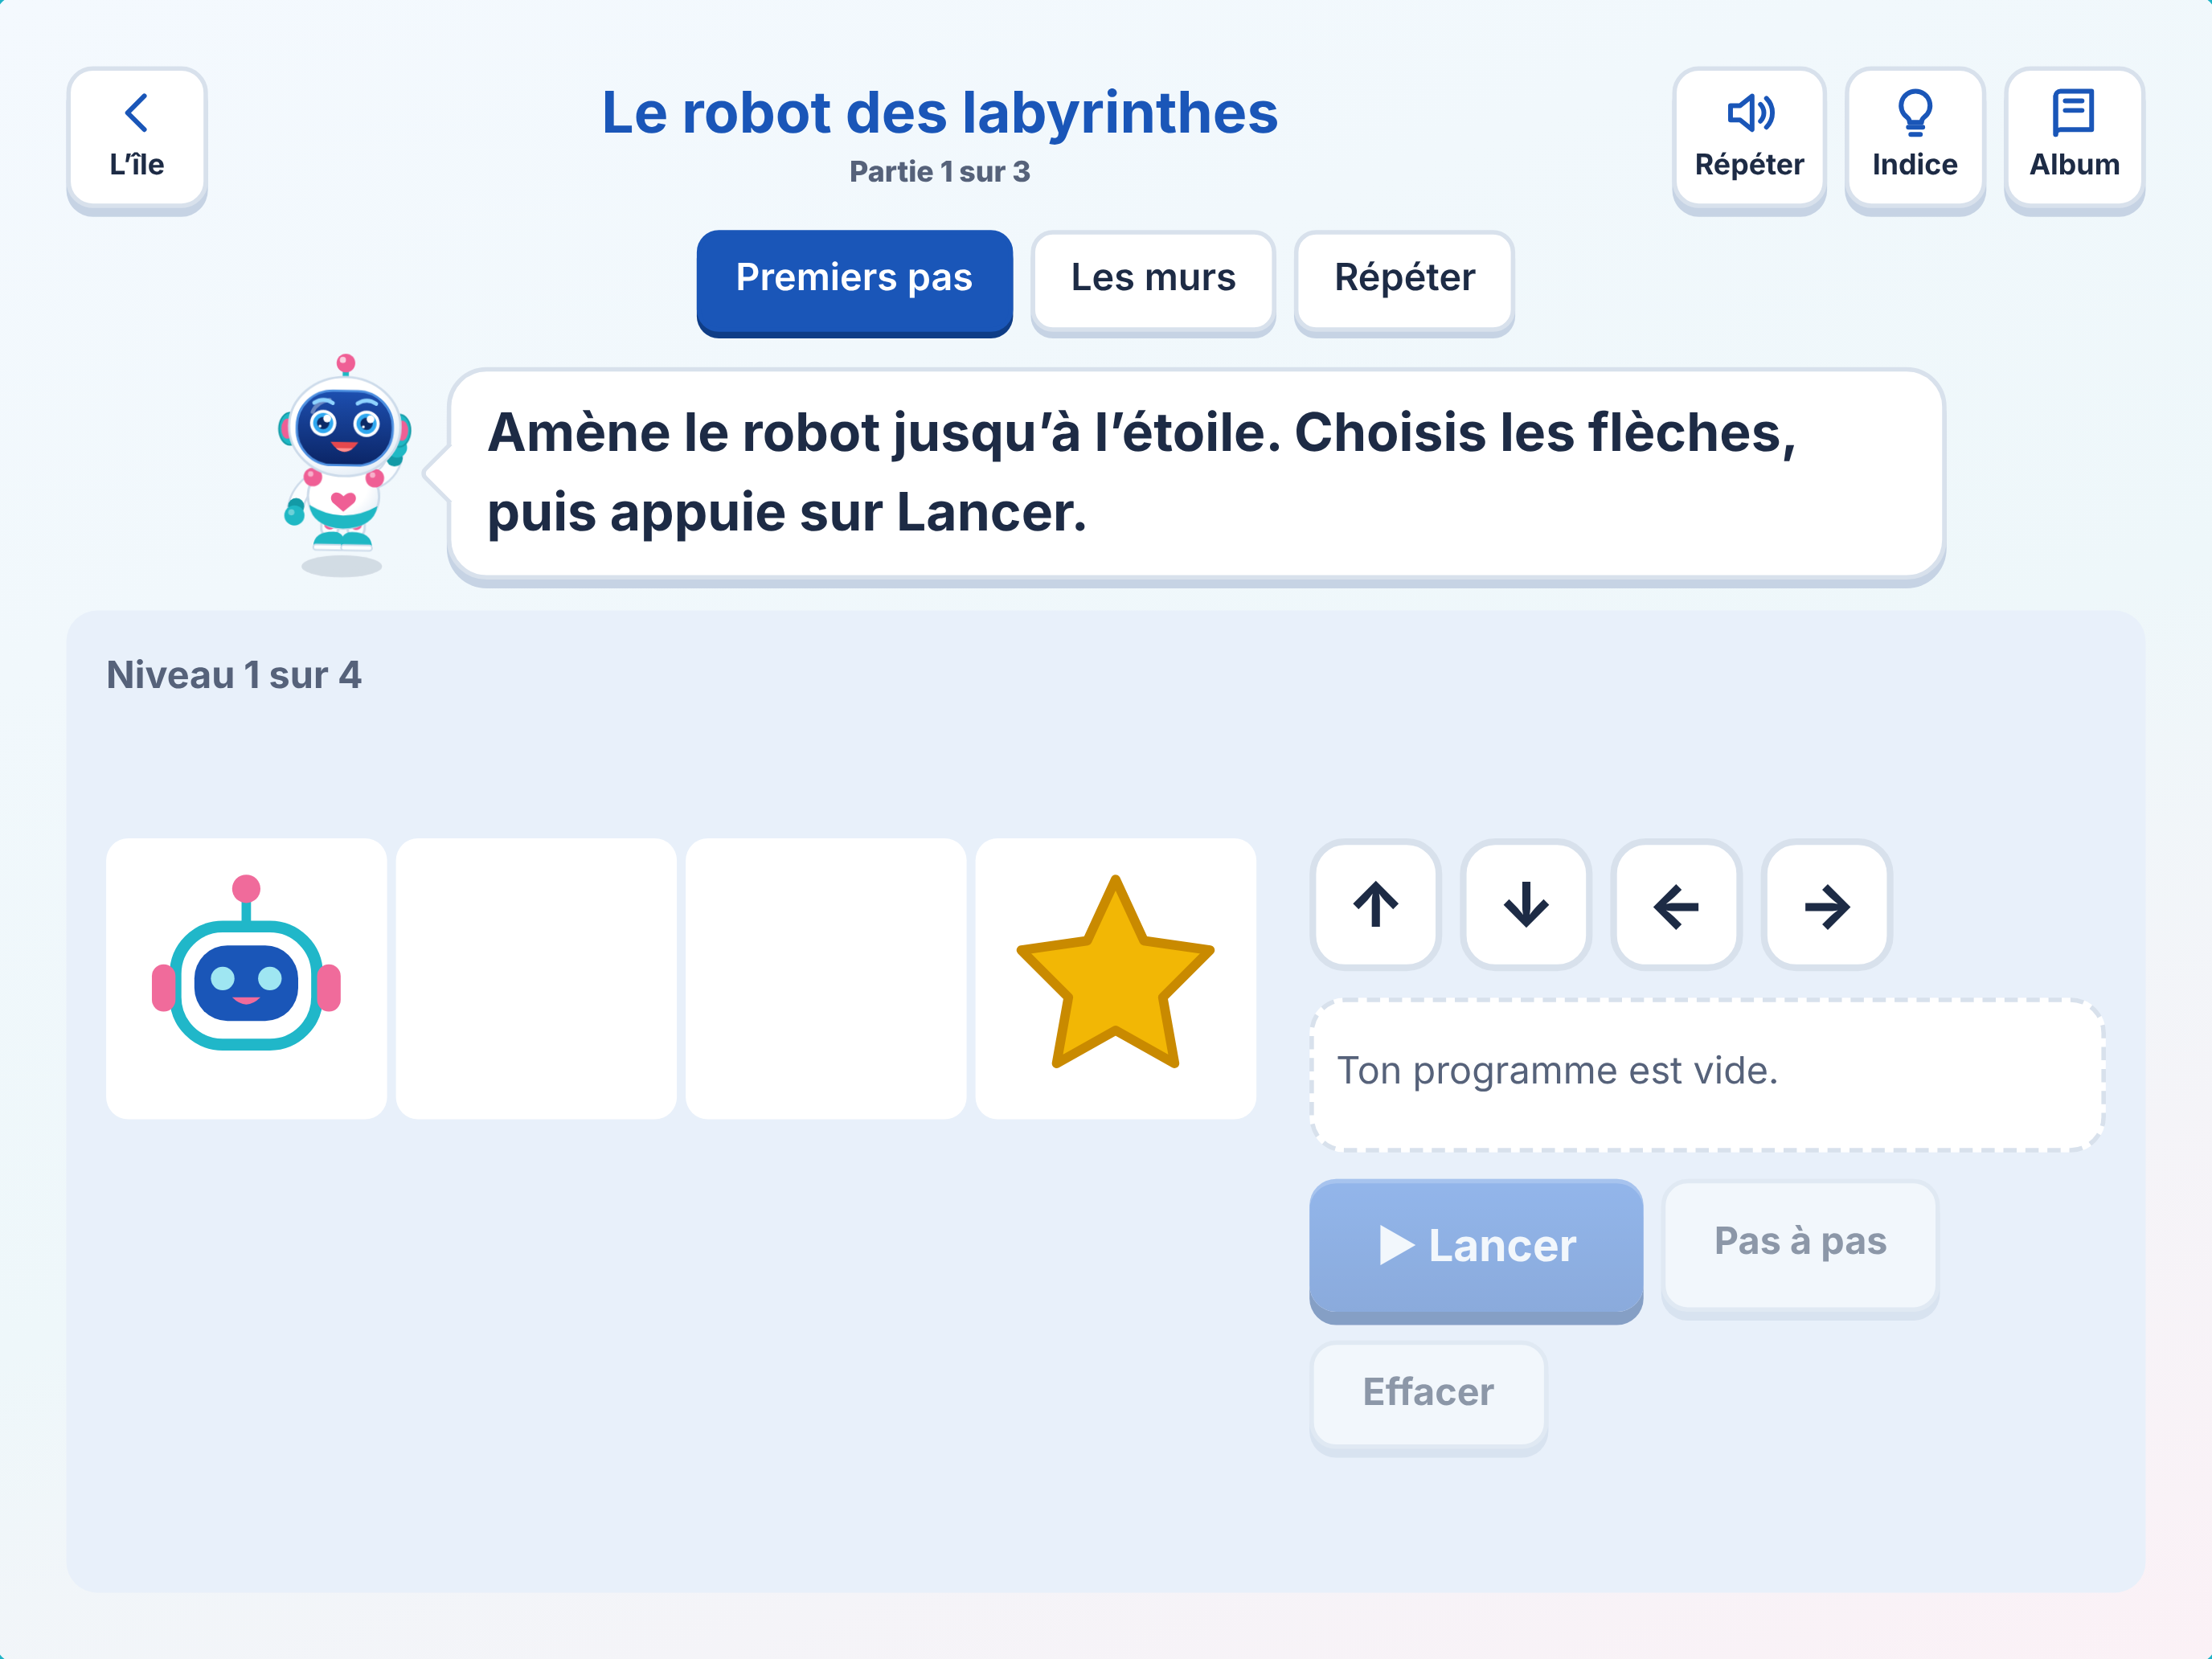 L’île
Le robot des labyrinthes
Partie 1 sur 3
Répéter
Indice
Album
Premiers pas
Les murs
Répéter
Amène le robot jusqu’à l’étoile. Choisis les flèches,
puis appuie sur Lancer.
Niveau 1 sur 4
Ton programme est vide.
Lancer
Pas à pas
Effacer